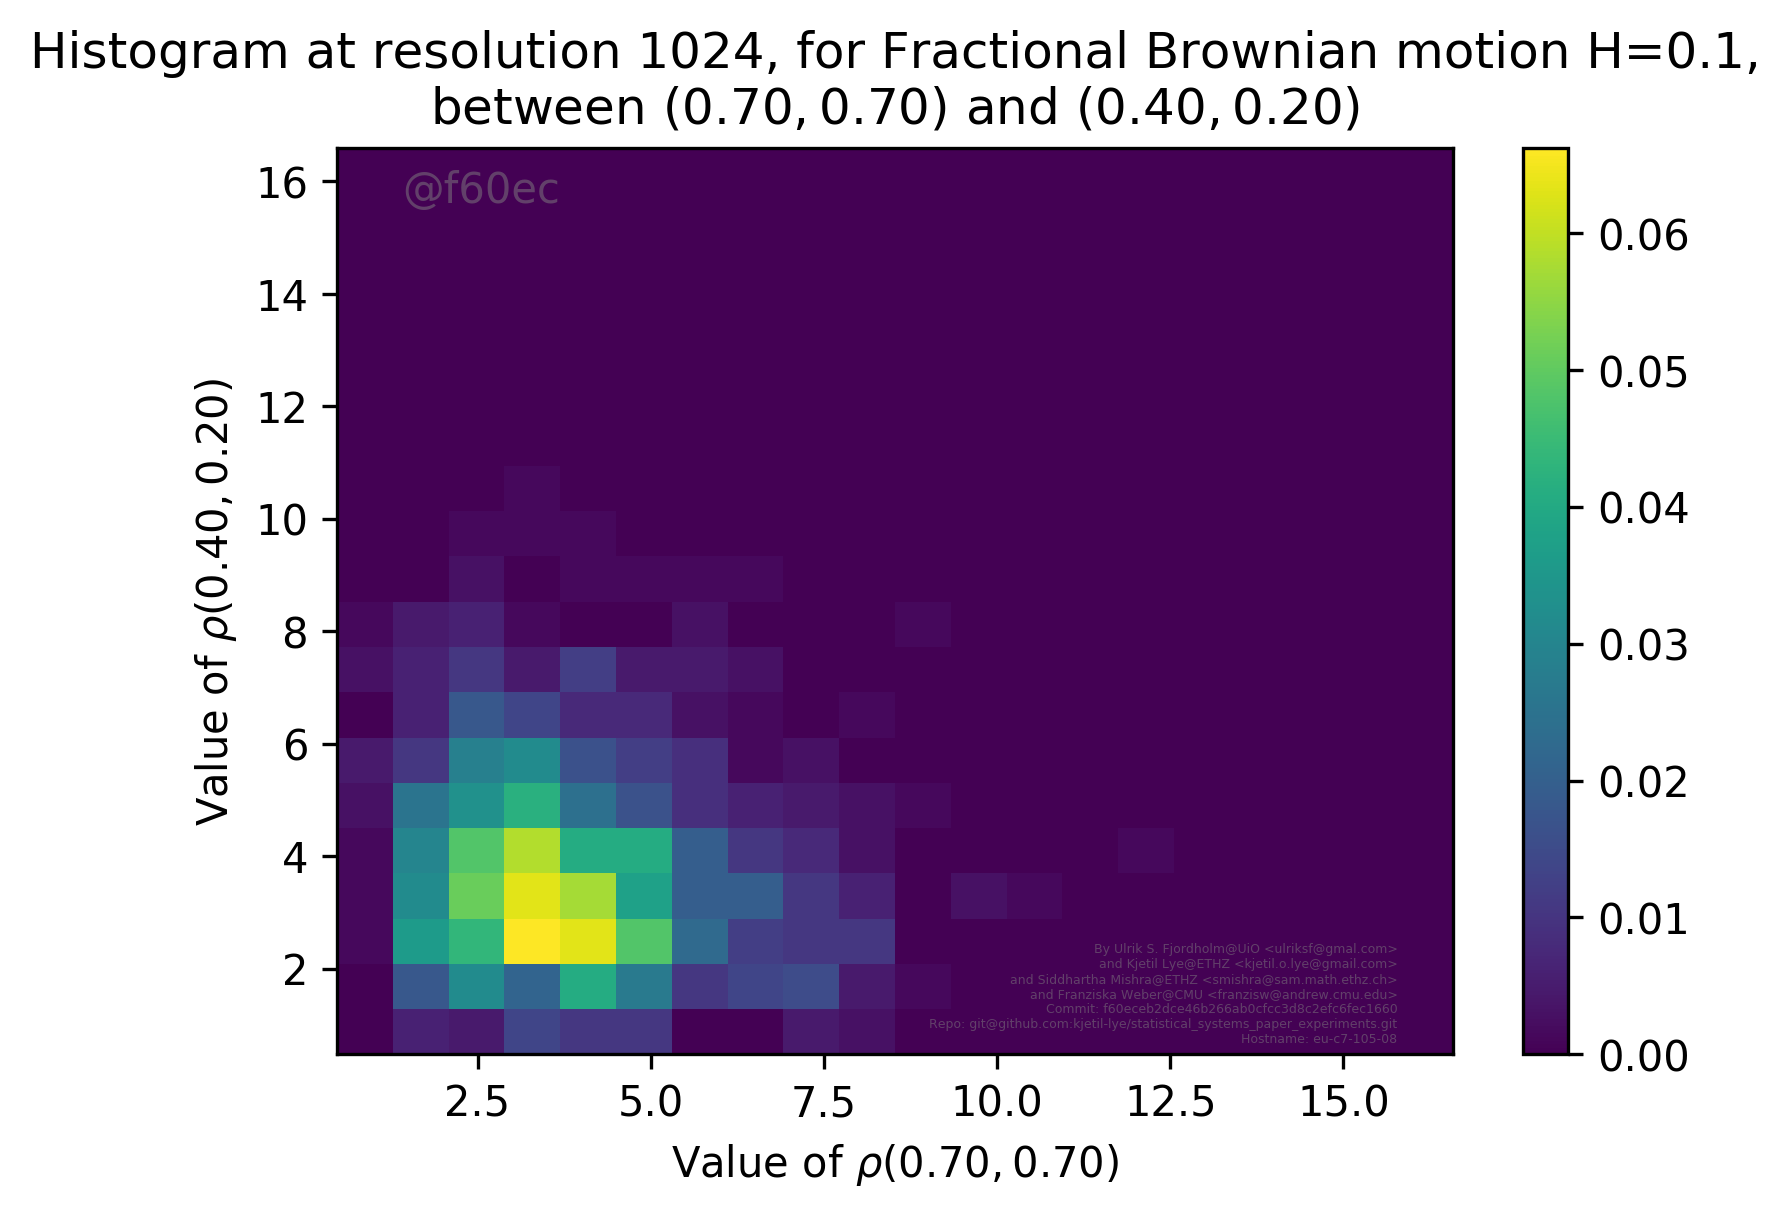 Histogram at resolution 1024, for Fractional Brownian motion H=0.1,
between (0.70, 0.70) and (0.40, 0.20)
@f60ec
16
14
12
10
8
6
4
2
Value of ρ(0.40, 0.20)
2.5 5.0 7.5 10.0 12.5 15.0
Value of ρ(0.70, 0.70)
0.06
0.05
0.04
0.03
0.02
0.01
0.00
By Ulrik S. Fjordholm@UiO <ulriksf@gmal.com>
and Kjetil Lye@ETHZ <kjetil.o.lye@gmail.com>
and Siddhartha Mishra@ETHZ <smishra@sam.math.ethz.ch>
and Franziska Weber@CMU <franzisw@andrew.cmu.edu>
Commit: f60eceb2dce46b266ab0cfcc3d8c2efc6fec1660
Repo: git@github.com:kjetil-lye/statistical_systems_paper_experiments.git
Hostname: eu-c7-105-08